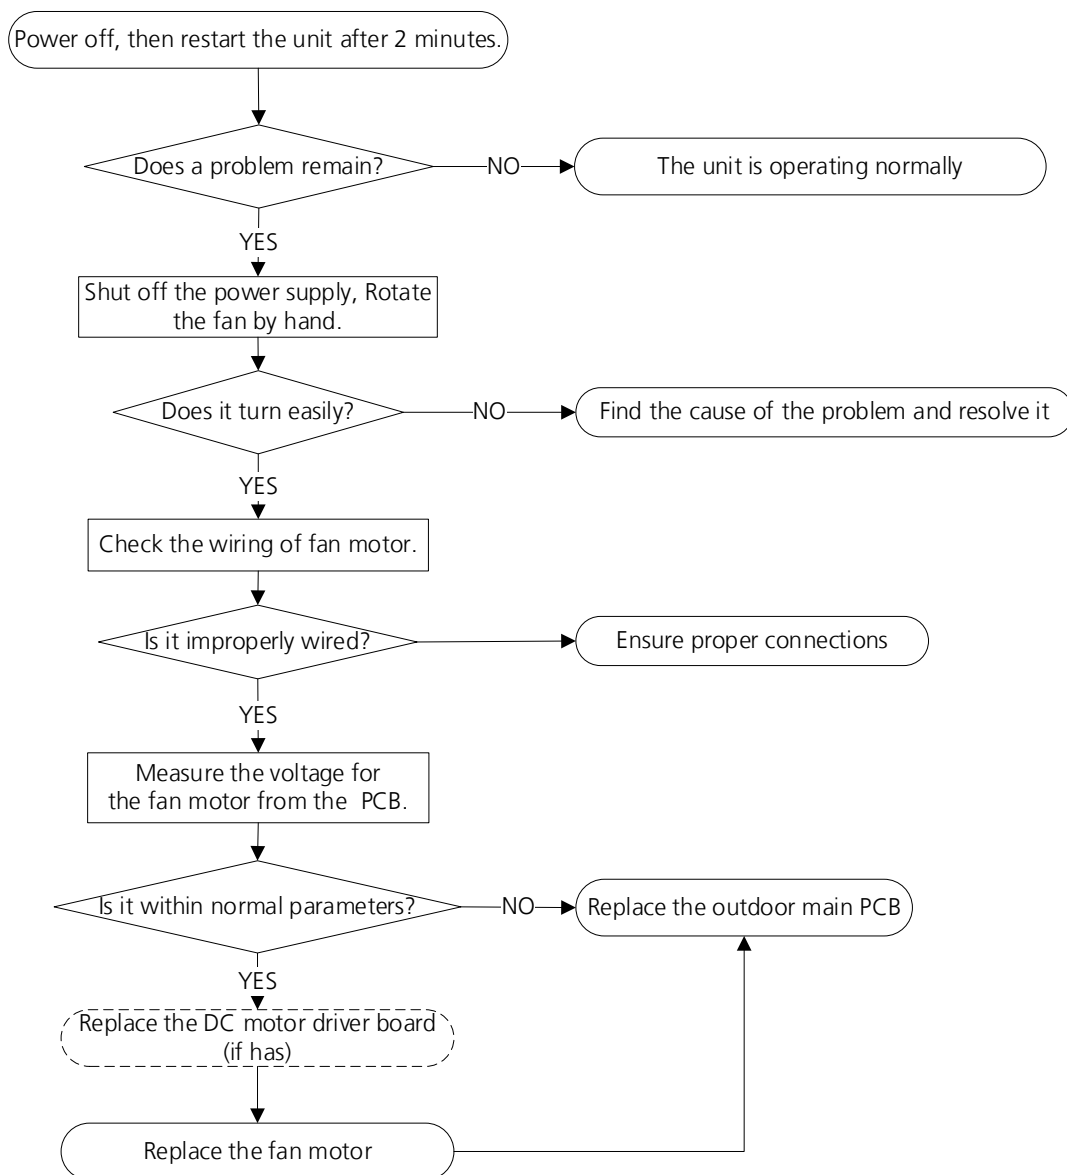 Power off, then restart the unit after 2 minutes.
Does a problem remain?
NO
The unit is operating normally
YES
Shut off the power supply, Rotate
the fan by hand.
Does it turn easily?
NO
Find the cause of the problem and resolve it
YES
Check the wiring of fan motor.
Is it improperly wired?
Ensure proper connections
YES
Measure the voltage for
the fan motor from the PCB.
Is it within normal parameters?
NO
Replace the outdoor main PCB
YES
Replace the DC motor driver board
(if has)
Replace the fan motor